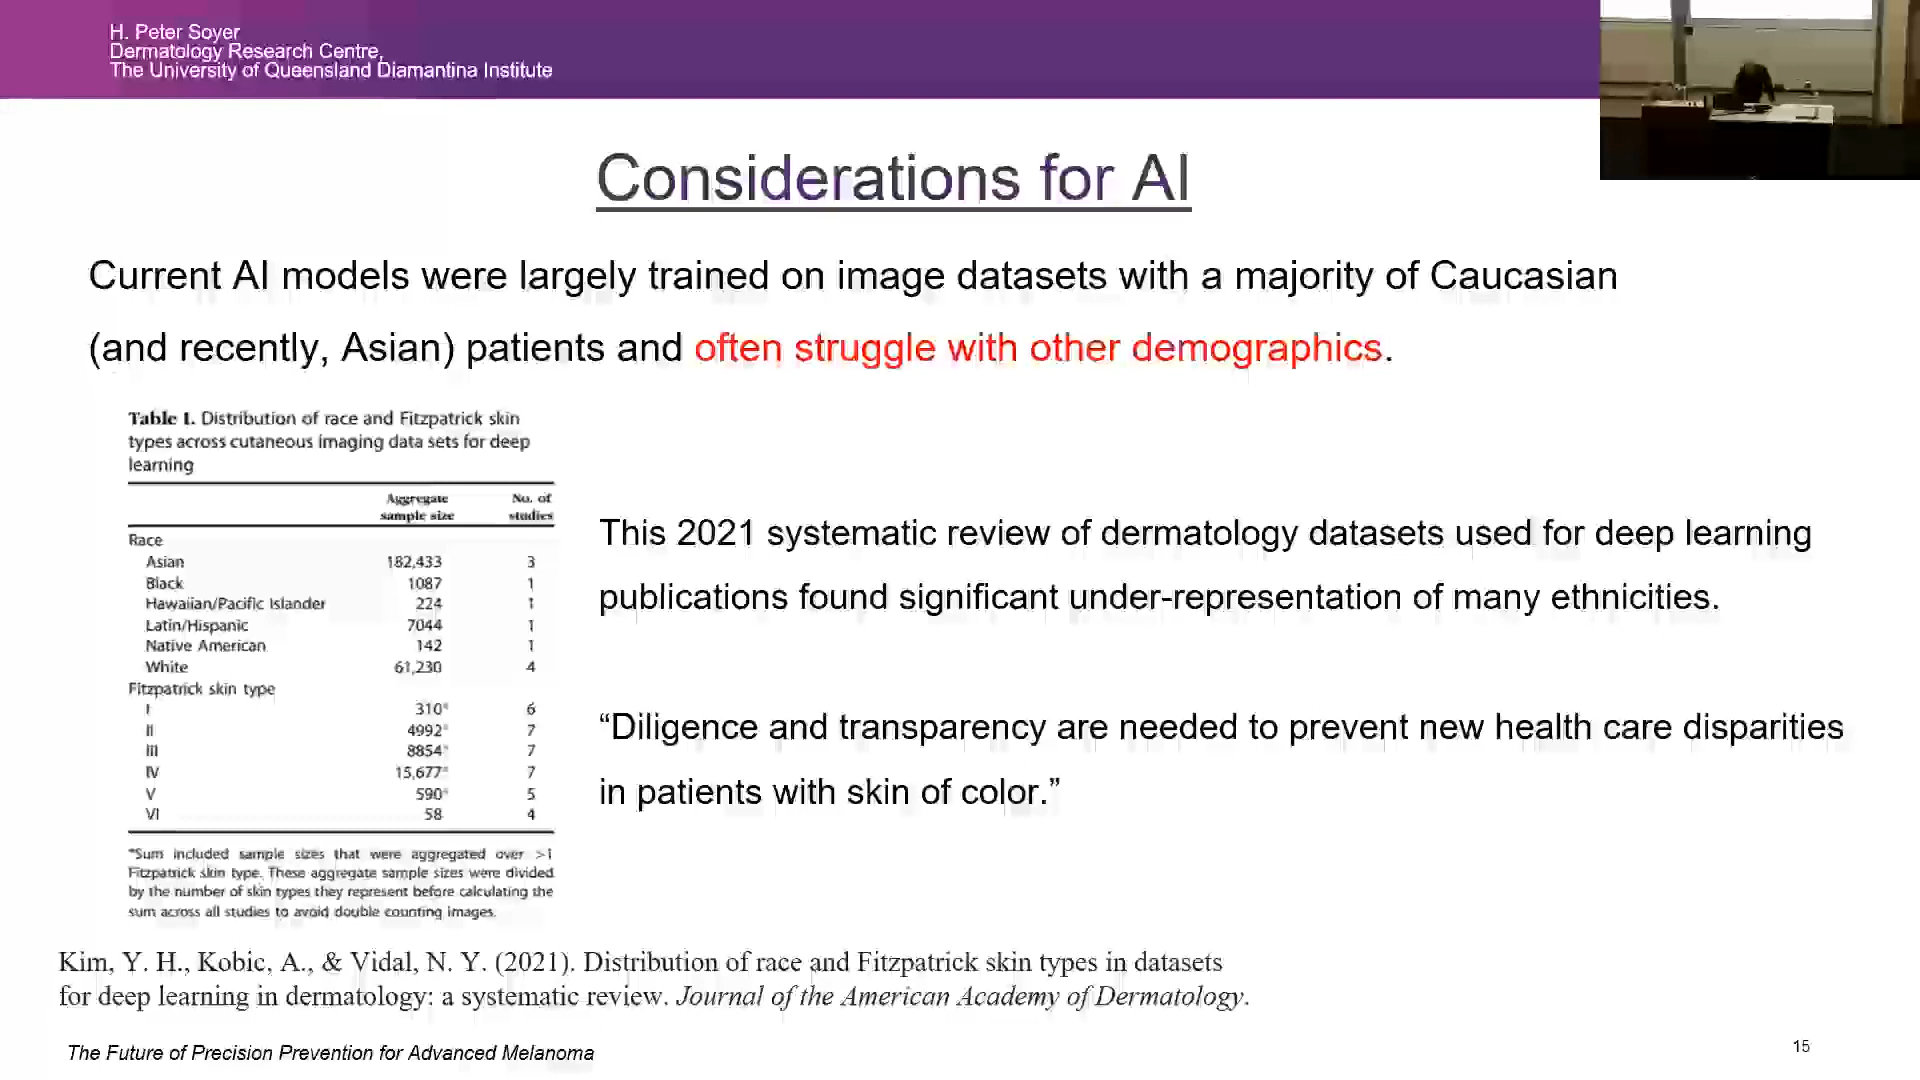 H. Peter Soyer
Dermatology Research Centre,
The University of Queensland Diamantina Institute
Considerations for AI
Current AI models were largely trained on image datasets with a majority of Caucasian
(and recently, Asian) patients and often struggle with other demographics.
Table I. Distribution of race and Fitzpatrick skin
types across cutaneous imaging data sets for deep
learning
Aggregate No. of
sample size studies
Race
Asian 182,433 3
Black 1087 1
Hawaiian/Pacific Islander 224 1
Latin/Hispanic 7044 1
Native American 142 1
White 61,230 4
Fitzpatrick skin type
I 310* 6
II 4992* 7
III 8854* 7
IV 15,677* 7
V 590* 5
VI 58 4
*Sum included sample sizes that were aggregated over >1
Fitzpatrick skin type. These aggregate sample sizes were divided
by the number of skin types they represent before calculating the
sum across all studies to avoid double counting images.
This 2021 systematic review of dermatology datasets used for deep learning
publications found significant under-representation of many ethnicities.
“Diligence and transparency are needed to prevent new health care disparities
in patients with skin of color.”
Kim, Y. H., Kobic, A., & Vidal, N. Y. (2021). Distribution of race and Fitzpatrick skin types in datasets
for deep learning in dermatology: a systematic review. Journal of the American Academy of Dermatology.
The Future of Precision Prevention for Advanced Melanoma
15